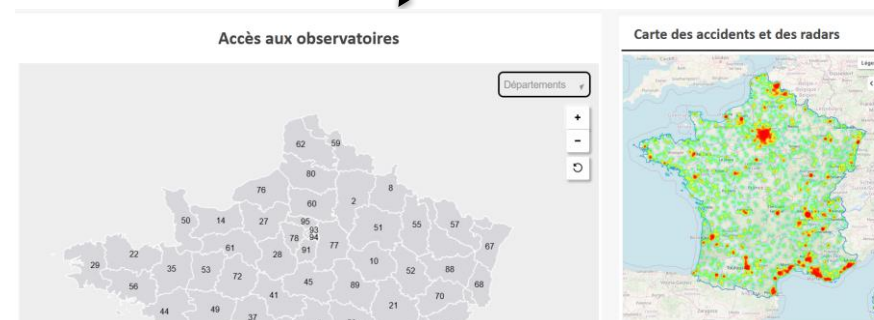 Accès aux observatoires
Départements
+
-
62 59
80
76 8
60 2
50 14 27 95 51 55 57
93
78 94 77 67
22 61 91
29 28 10
35 53 52 88
56 72 45 89 68
41 70
44 49 21
37
Carte des accidents et des radars